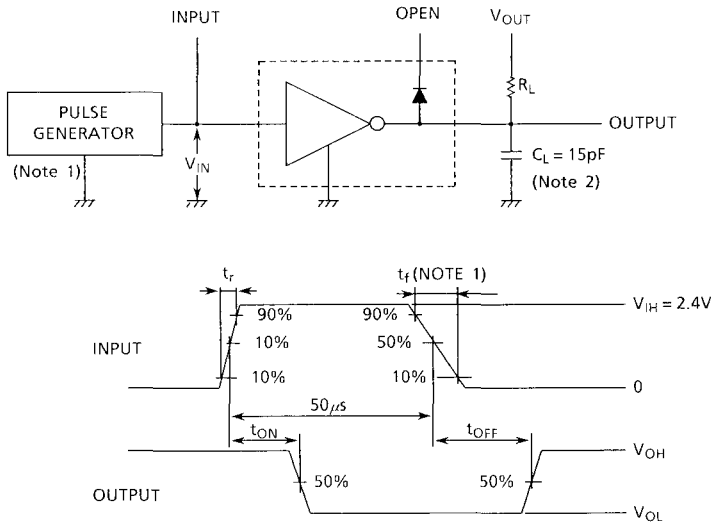 INPUT
OPEN
VOUT
PULSE
GENERATOR
RL
OUTPUT
(Note 1)
VIN
CL = 15pF
(Note 2)
tr
tf (NOTE 1)
90%
90%
VIH = 2.4V
INPUT
10%
50%
10%
10%
0
50μs
tON
tOFF
VOH
50%
50%
OUTPUT
VOL